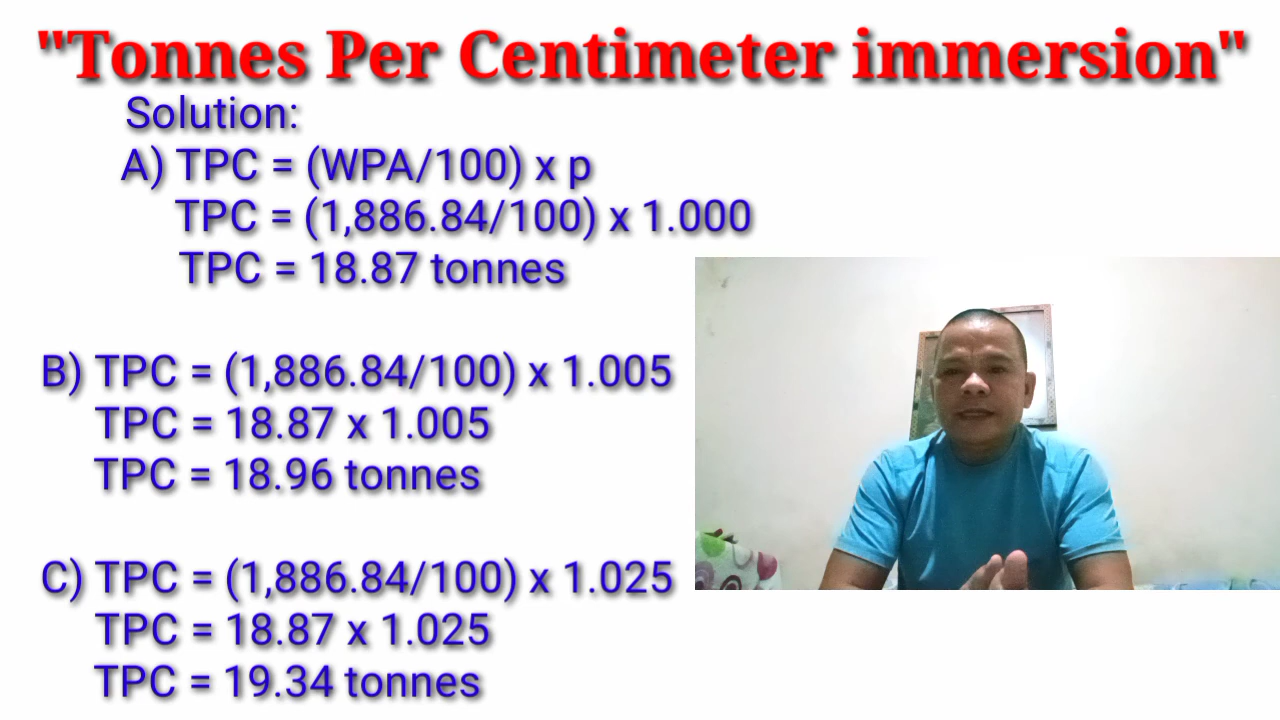 "Tonnes Per Centimeter immersion"
Solution:
A) TPC = (WPA/100) x p
TPC = (1,886.84/100) x 1.000
TPC = 18.87 tonnes
B) TPC = (1,886.84/100) x 1.005
TPC = 18.87 x 1.005
TPC = 18.96 tonnes
C) TPC = (1,886.84/100) x 1.025
TPC = 18.87 x 1.025
TPC = 19.34 tonnes